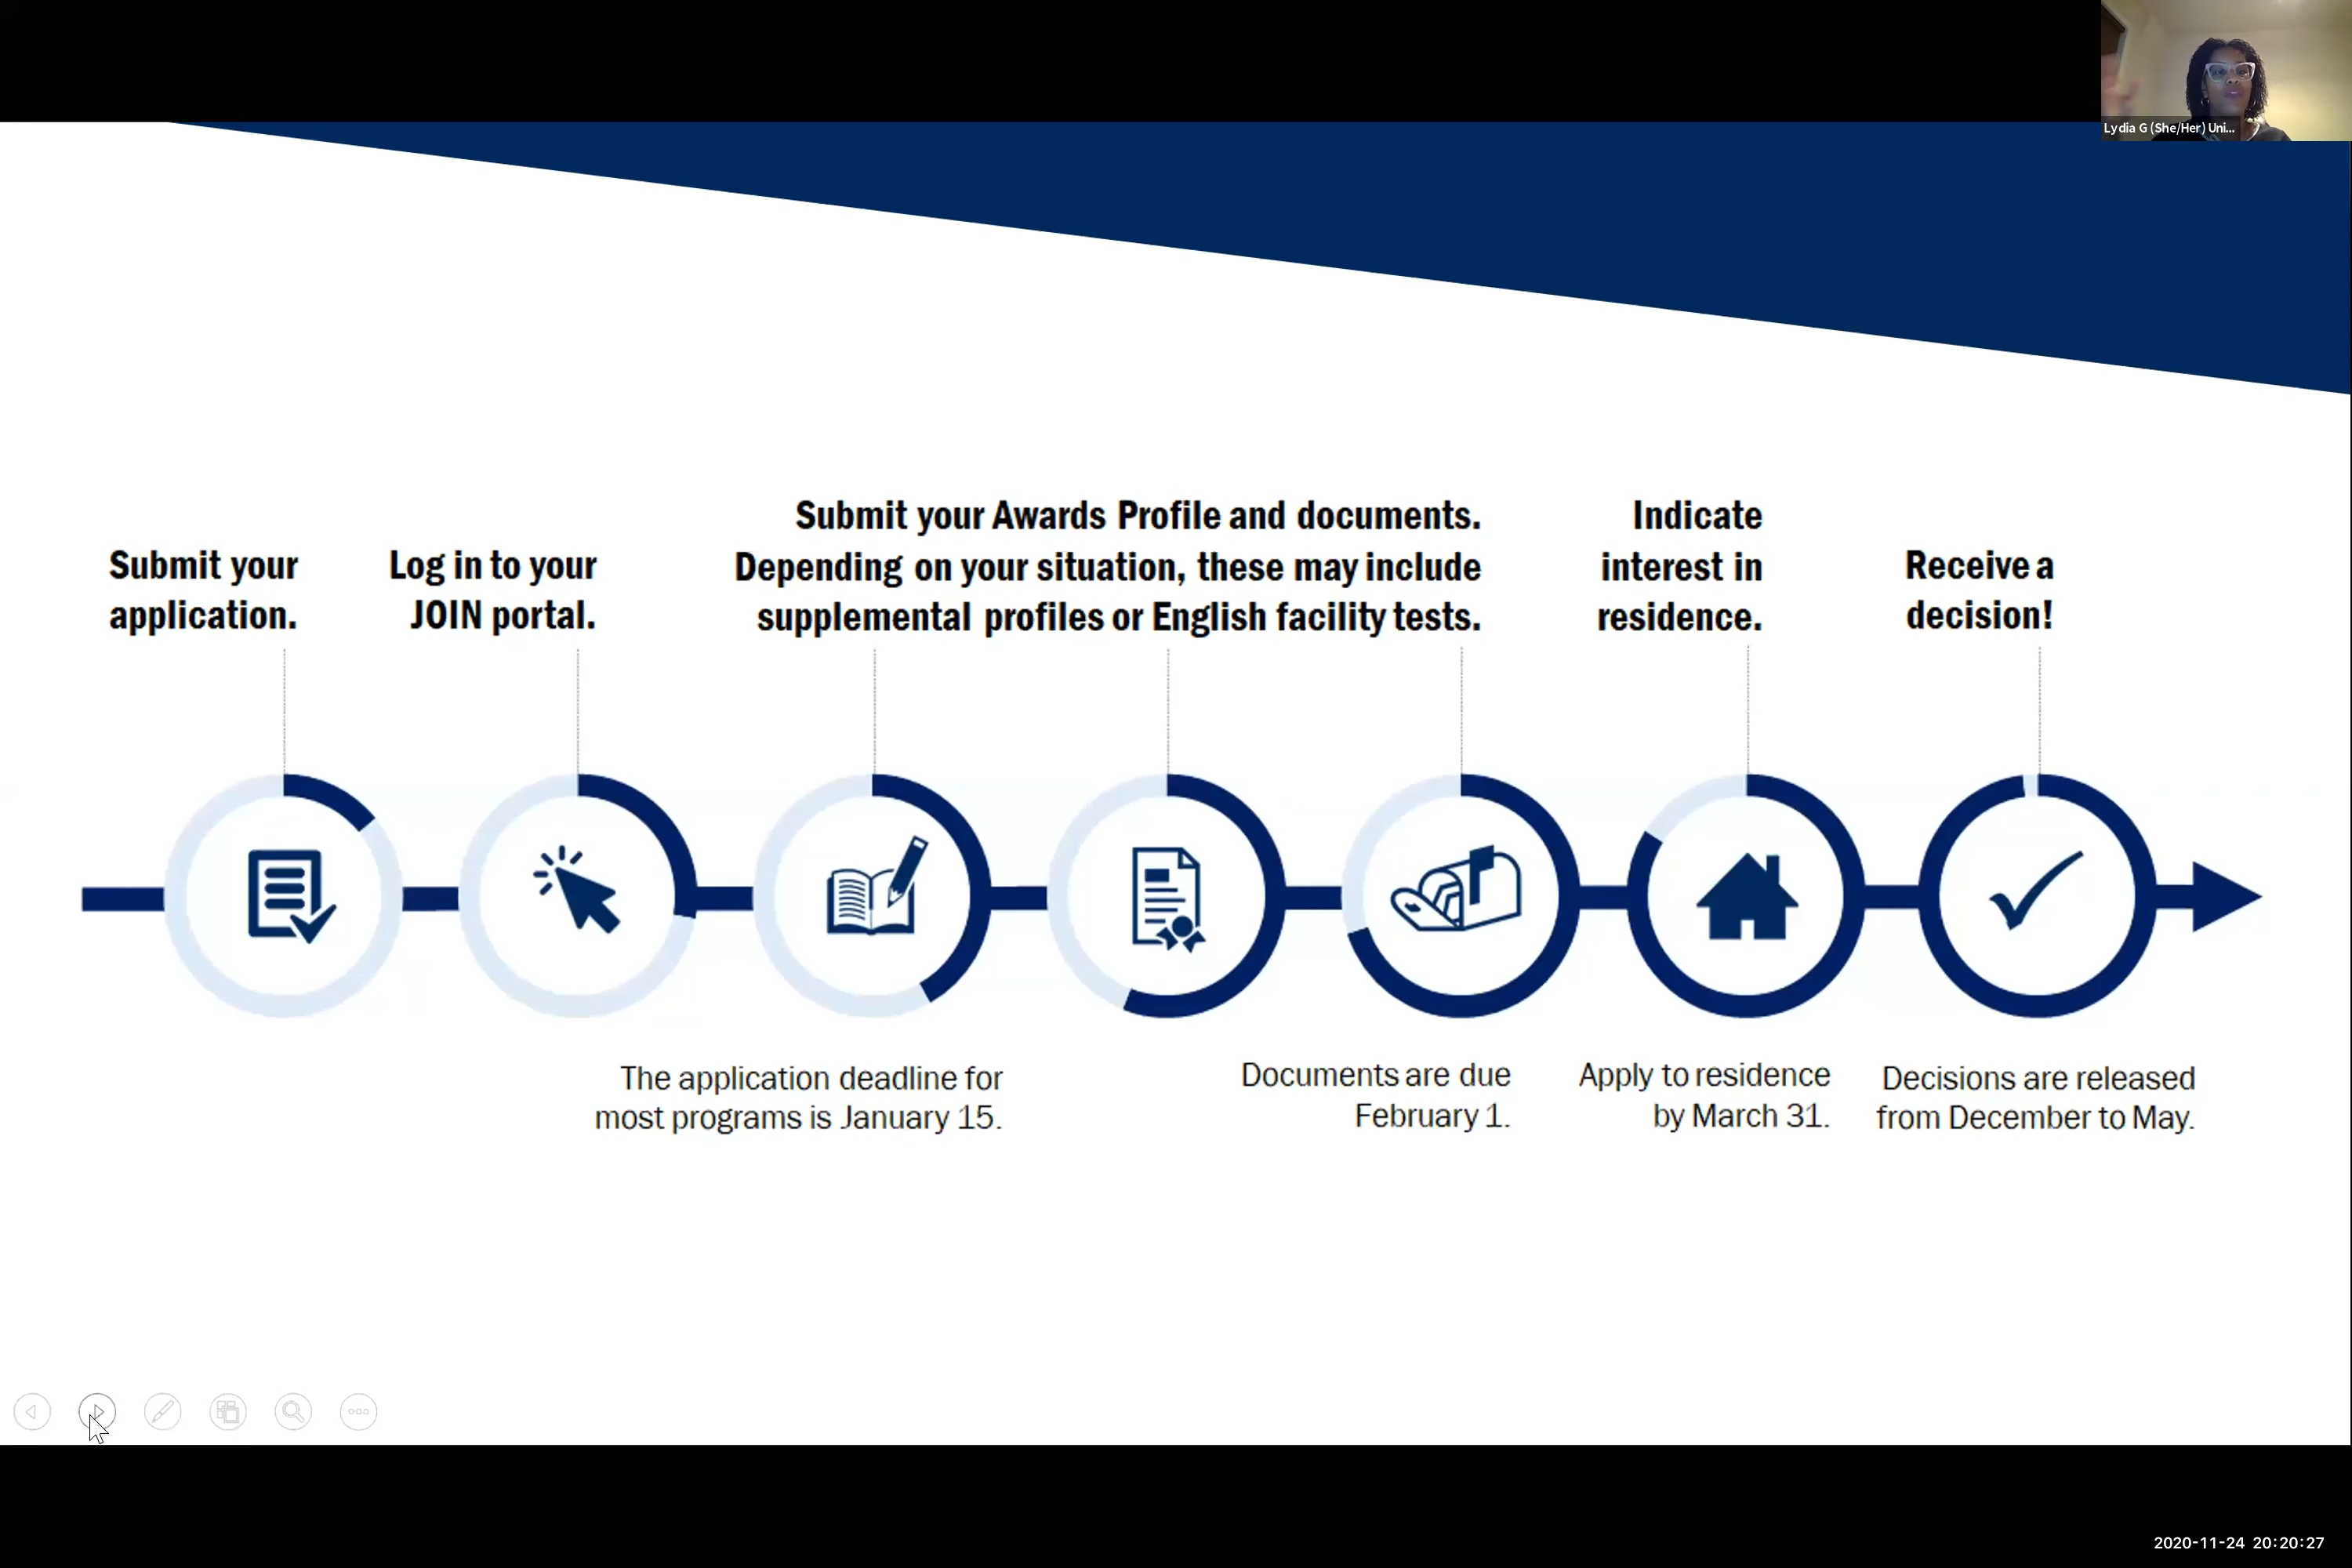 Lydia G (She/Her) Uni...
Submit your
application.
Log in to your
JOIN portal.
Submit your Awards Profile and documents.
Depending on your situation, these may include
supplemental profiles or English facility tests.
Indicate
interest in
residence.
Receive a
decision!
The application deadline for
most programs is January 15.
Documents are due
February 1.
Apply to residence
by March 31.
Decisions are released
from December to May.
2020-11-24 20:20:27